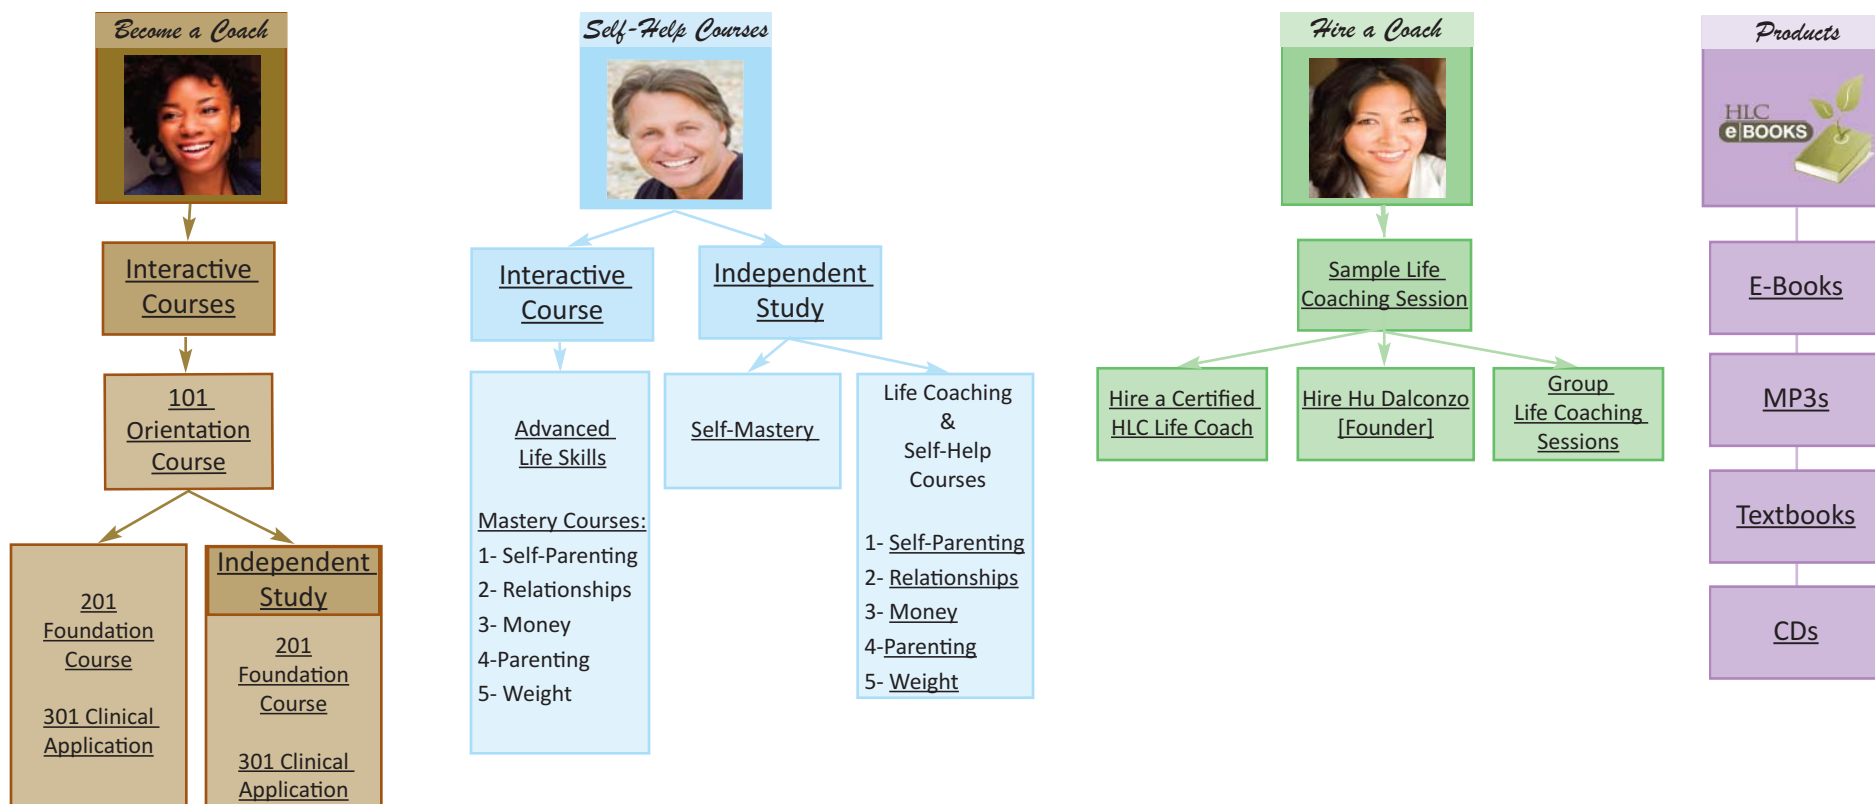 Become a Coach
Interactive
Courses
101
Orientation
Course
201
Foundation
Course
301 Clinical
Application
Independent
Study
201
Foundation
Course
301 Clinical
Application
Self-Help Courses
Interactive
Course
Advanced
Life Skills
Mastery Courses:
1- Self-Parenting
2- Relationships
3- Money
4-Parenting
5- Weight
Independent
Study
Self-Mastery
Life Coaching
&
Self-Help
Courses
1- Self-Parenting
2- Relationships
3- Money
4-Parenting
5- Weight
Hire a Coach
Sample Life
Coaching Session
Hire a Certified
HLC Life Coach
Hire Hu Dalconzo
[Founder]
Group
Life Coaching
Sessions
Products
HLC
e BOOKS
E-Books
MP3s
Textbooks
CDs